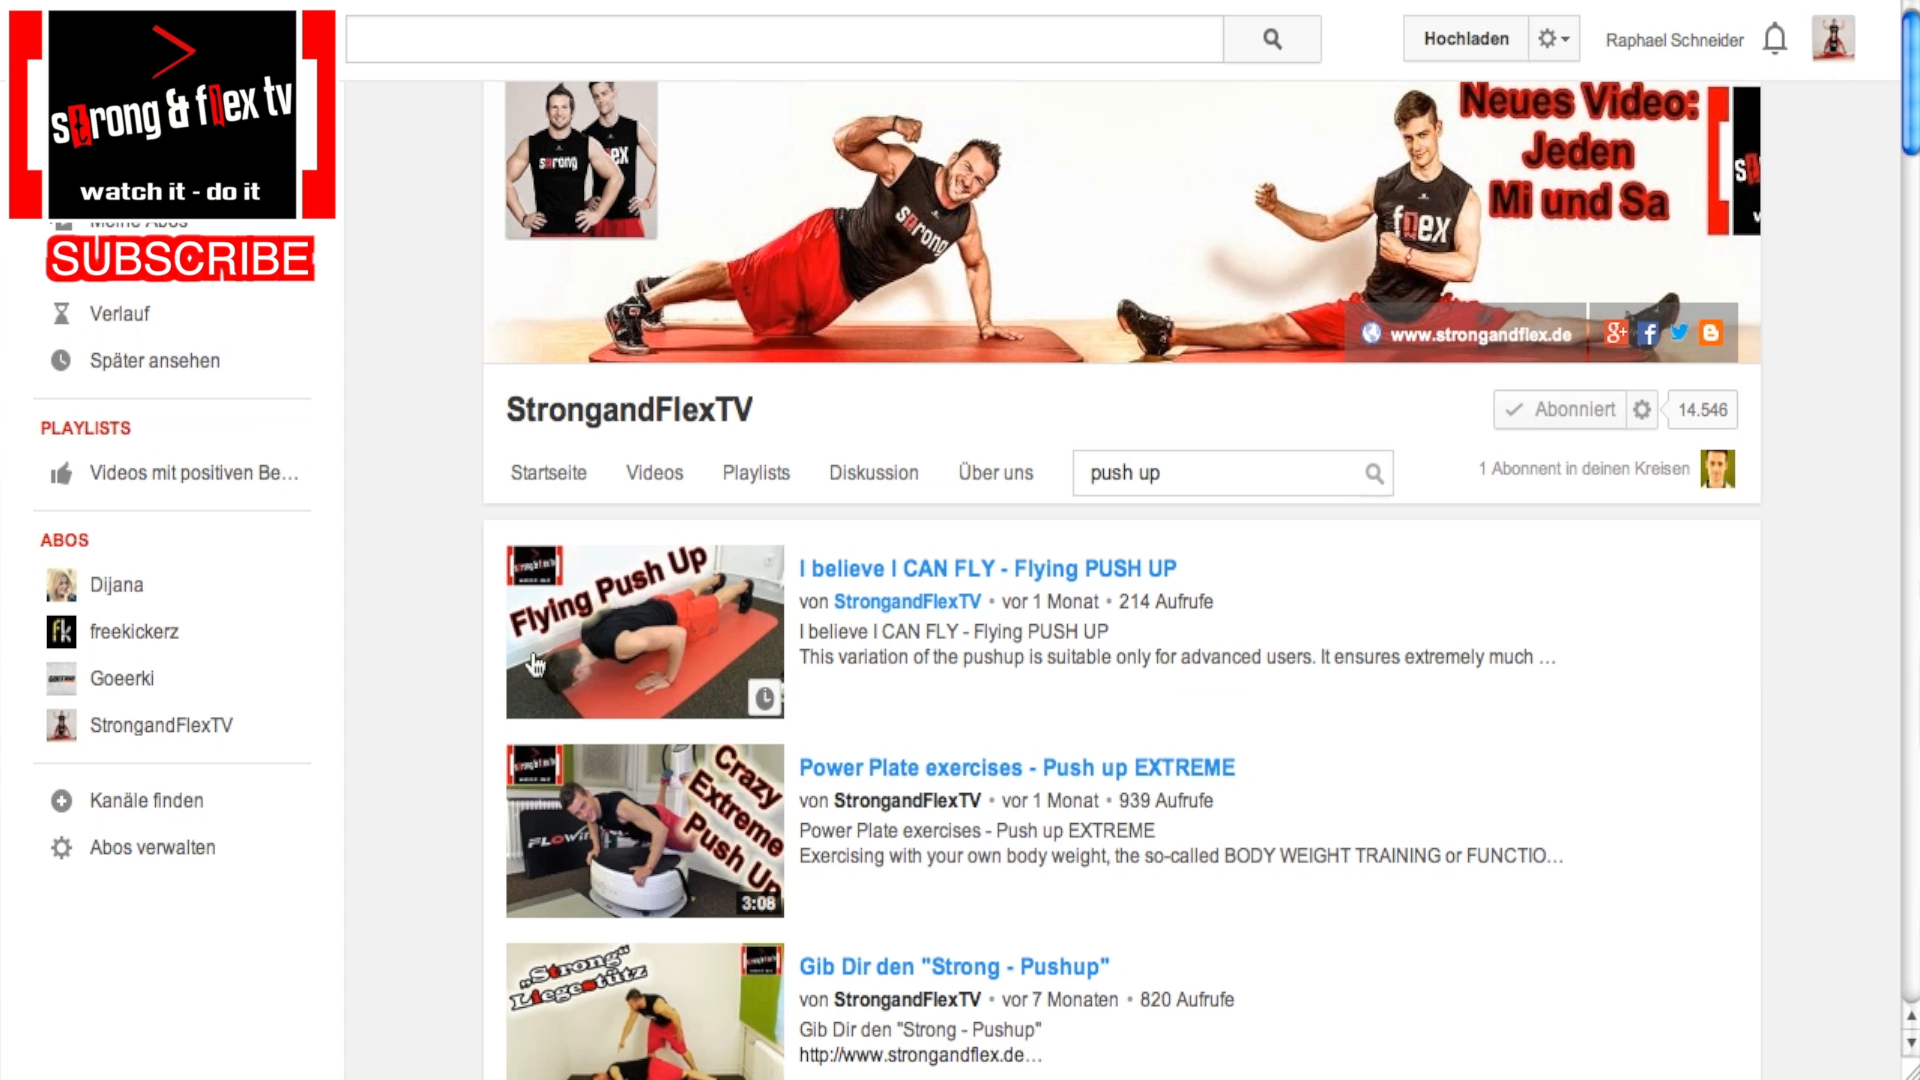 strong & flex tv
watch it - do it
SUBSCRIBE
Hochladen
Raphael Schneider
Meine Abos
Verlauf
Später ansehen
PLAYLISTS
Videos mit positiven Be...
ABOS
Dijana
freekickerz
Goeerki
StrongandFlexTV
Kanäle finden
Abos verwalten
strong
Neues Video:
Jeden
Mi und Sa
strong
flex
www.strongandflex.de
StrongandFlexTV
Abonniert
14.546
Startseite
Videos
Playlists
Diskussion
Über uns
push up
1 Abonnent in deinen Kreisen
Flying Push Up
I believe I CAN FLY - Flying PUSH UP
von StrongandFlexTV • vor 1 Monat • 214 Aufrufe
I believe I CAN FLY - Flying PUSH UP
This variation of the pushup is suitable only for advanced users. It ensures extremely much ...
Crazy
Extreme
Push Up
3:08
Power Plate exercises - Push up EXTREME
von StrongandFlexTV • vor 1 Monat • 939 Aufrufe
Power Plate exercises - Push up EXTREME
Exercising with your own body weight, the so-called BODY WEIGHT TRAINING or FUNCTIO...
„Strong“
Liegestütz
Gib Dir den "Strong - Pushup"
von StrongandFlexTV • vor 7 Monaten • 820 Aufrufe
Gib Dir den "Strong - Pushup"
http://www.strongandflex.de...